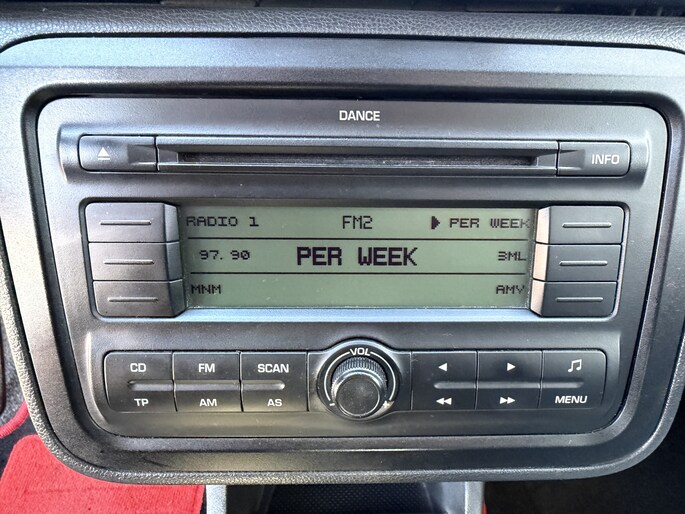 DANCE
INFO
RADIO 1 FM2 PER WEEK
97.90 PER WEEK 3ML
MNM AMY
CD FM SCAN VOL
TP AM AS MENU